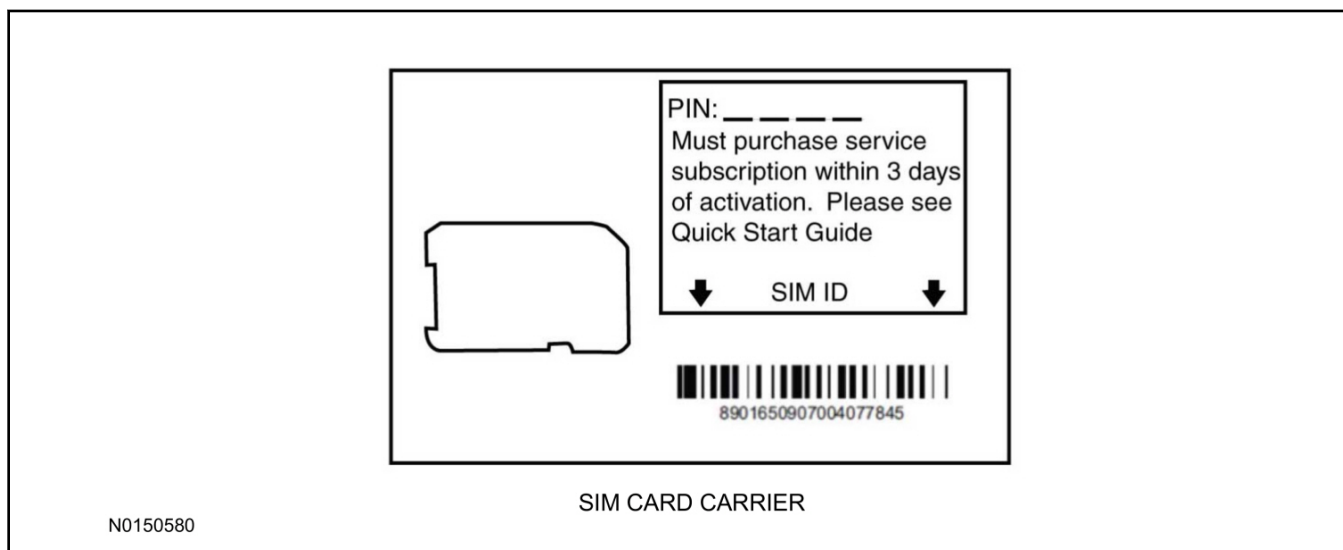 PIN: _ _ _ _
Must purchase service
subscription within 3 days
of activation. Please see
Quick Start Guide
SIM ID
8901650907004077845
SIM CARD CARRIER
N0150580